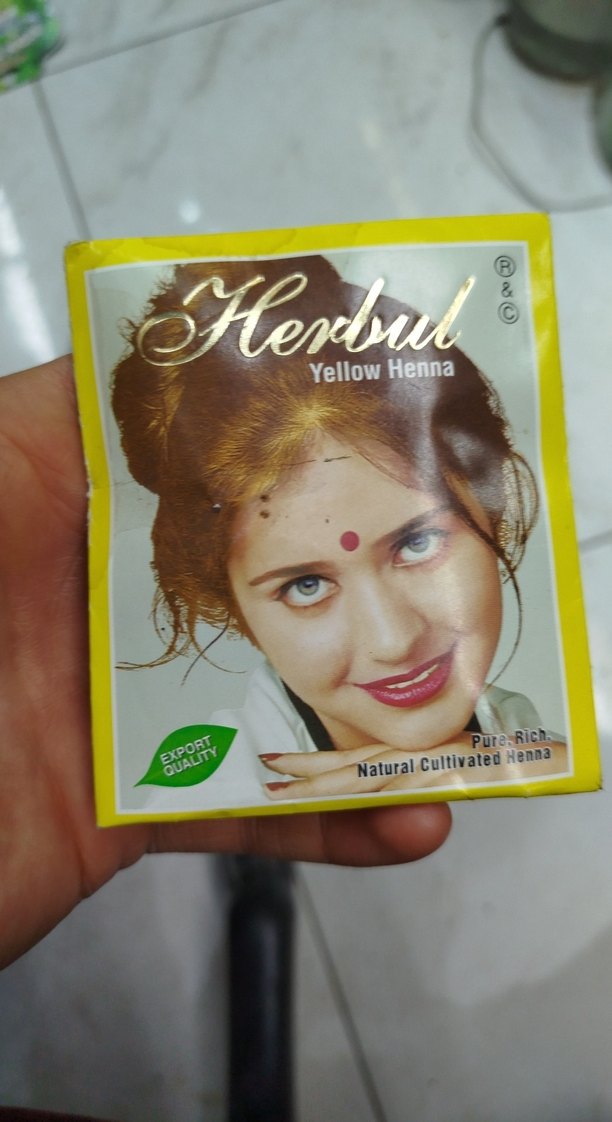 Herbul
Yellow Henna
®
&
©
EXPORT
QUALITY
Pure, Rich.
Natural Cultivated Henna